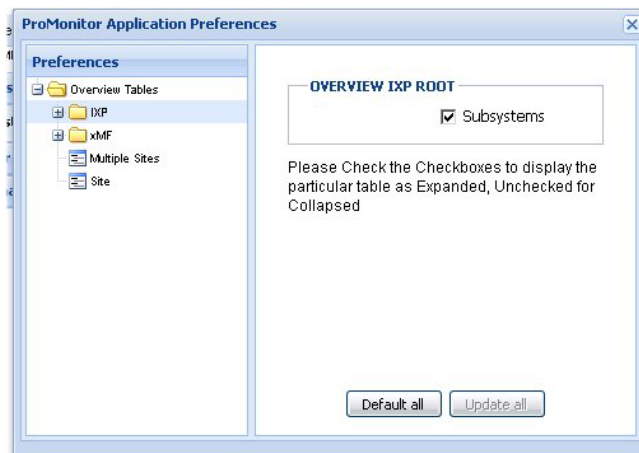 ProMonitor Application Preferences
Preferences
Overview Tables
IXP
xMF
Multiple Sites
Site
OVERVIEW IXP ROOT
Subsystems
Please Check the Checkboxes to display the
particular table as Expanded, Unchecked for
Collapsed
Default all
Update all